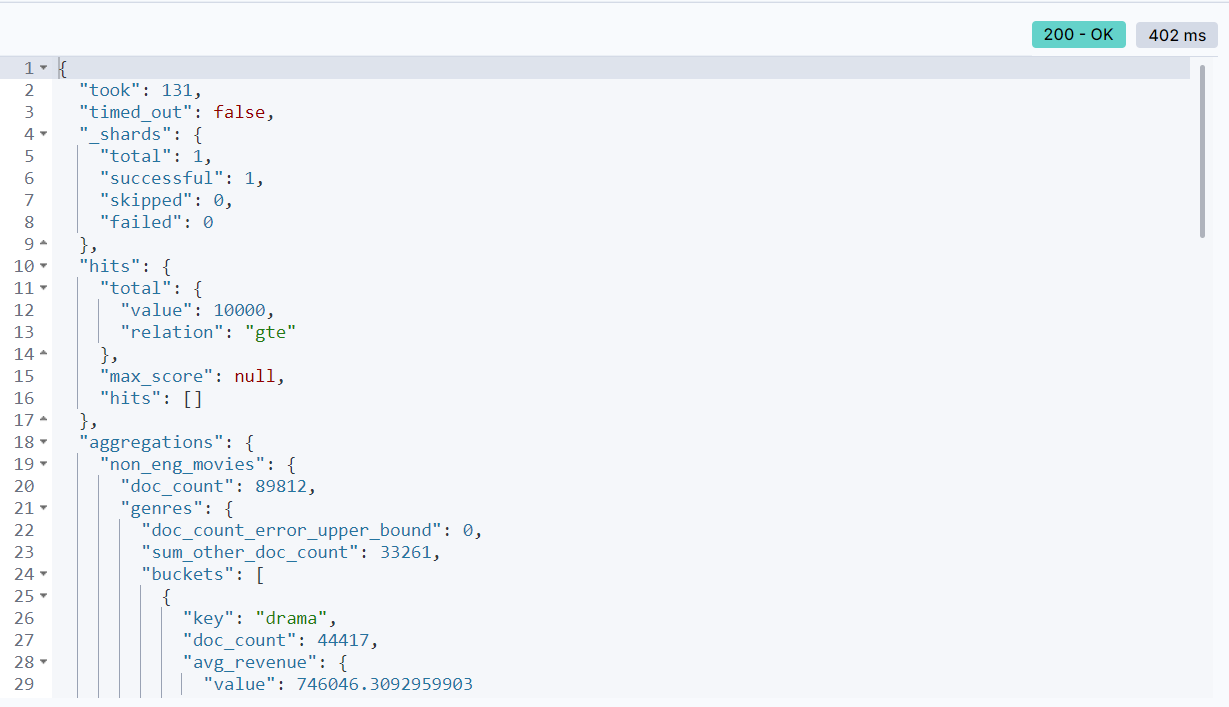 200 - OK 402 ms
1 {
2 "took": 131,
3 "timed_out": false,
4 "_shards": {
5 "total": 1,
6 "successful": 1,
7 "skipped": 0,
8 "failed": 0
9 },
10 "hits": {
11 "total": {
12 "value": 10000,
13 "relation": "gte"
14 },
15 "max_score": null,
16 "hits": []
17 },
18 "aggregations": {
19 "non_eng_movies": {
20 "doc_count": 89812,
21 "genres": {
22 "doc_count_error_upper_bound": 0,
23 "sum_other_doc_count": 33261,
24 "buckets": [
25 {
26 "key": "drama",
27 "doc_count": 44417,
28 "avg_revenue": {
29 "value": 746046.3092959903